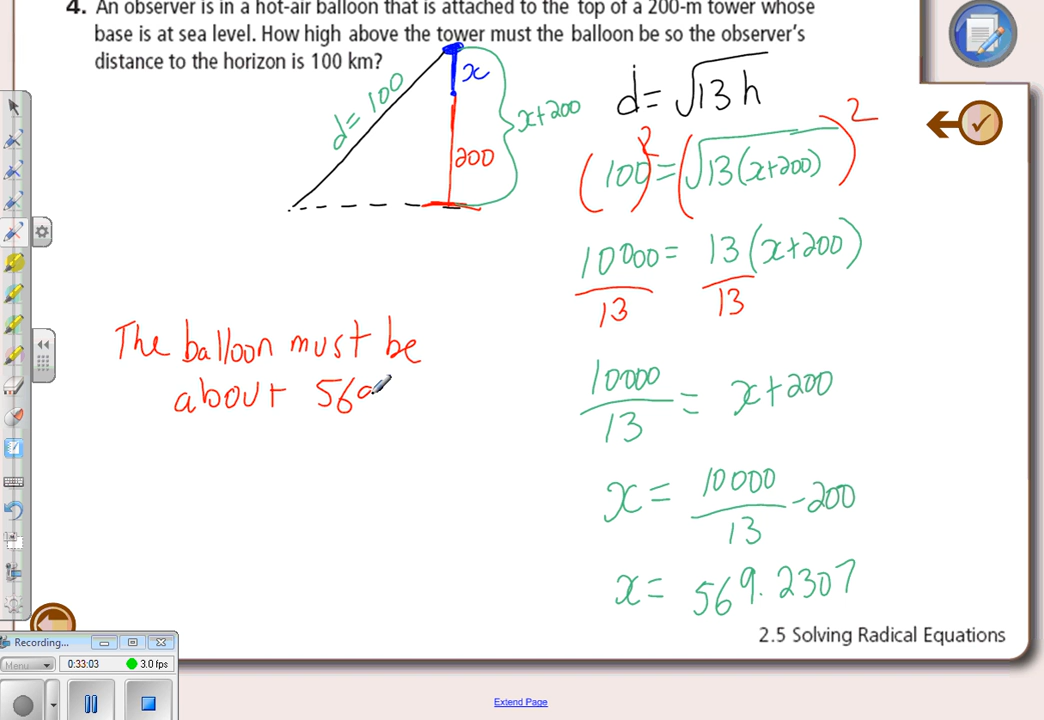 4. An observer is in a hot-air balloon that is attached to the top of a 200-m tower whose
base is at sea level. How high above the tower must the balloon be so the observer's
distance to the horizon is 100 km?
d = 100
x
x+200
200
d = √13h
(100)² = (√13(x+200))²
10000 = 13(x+200)
13 13
10000/13 = x+200
x = 10000/13 - 200
x = 569.2307
The balloon must be
about 569
2.5 Solving Radical Equations
Recording...
Menu
0:33:03
3.0 fps
Extend Page